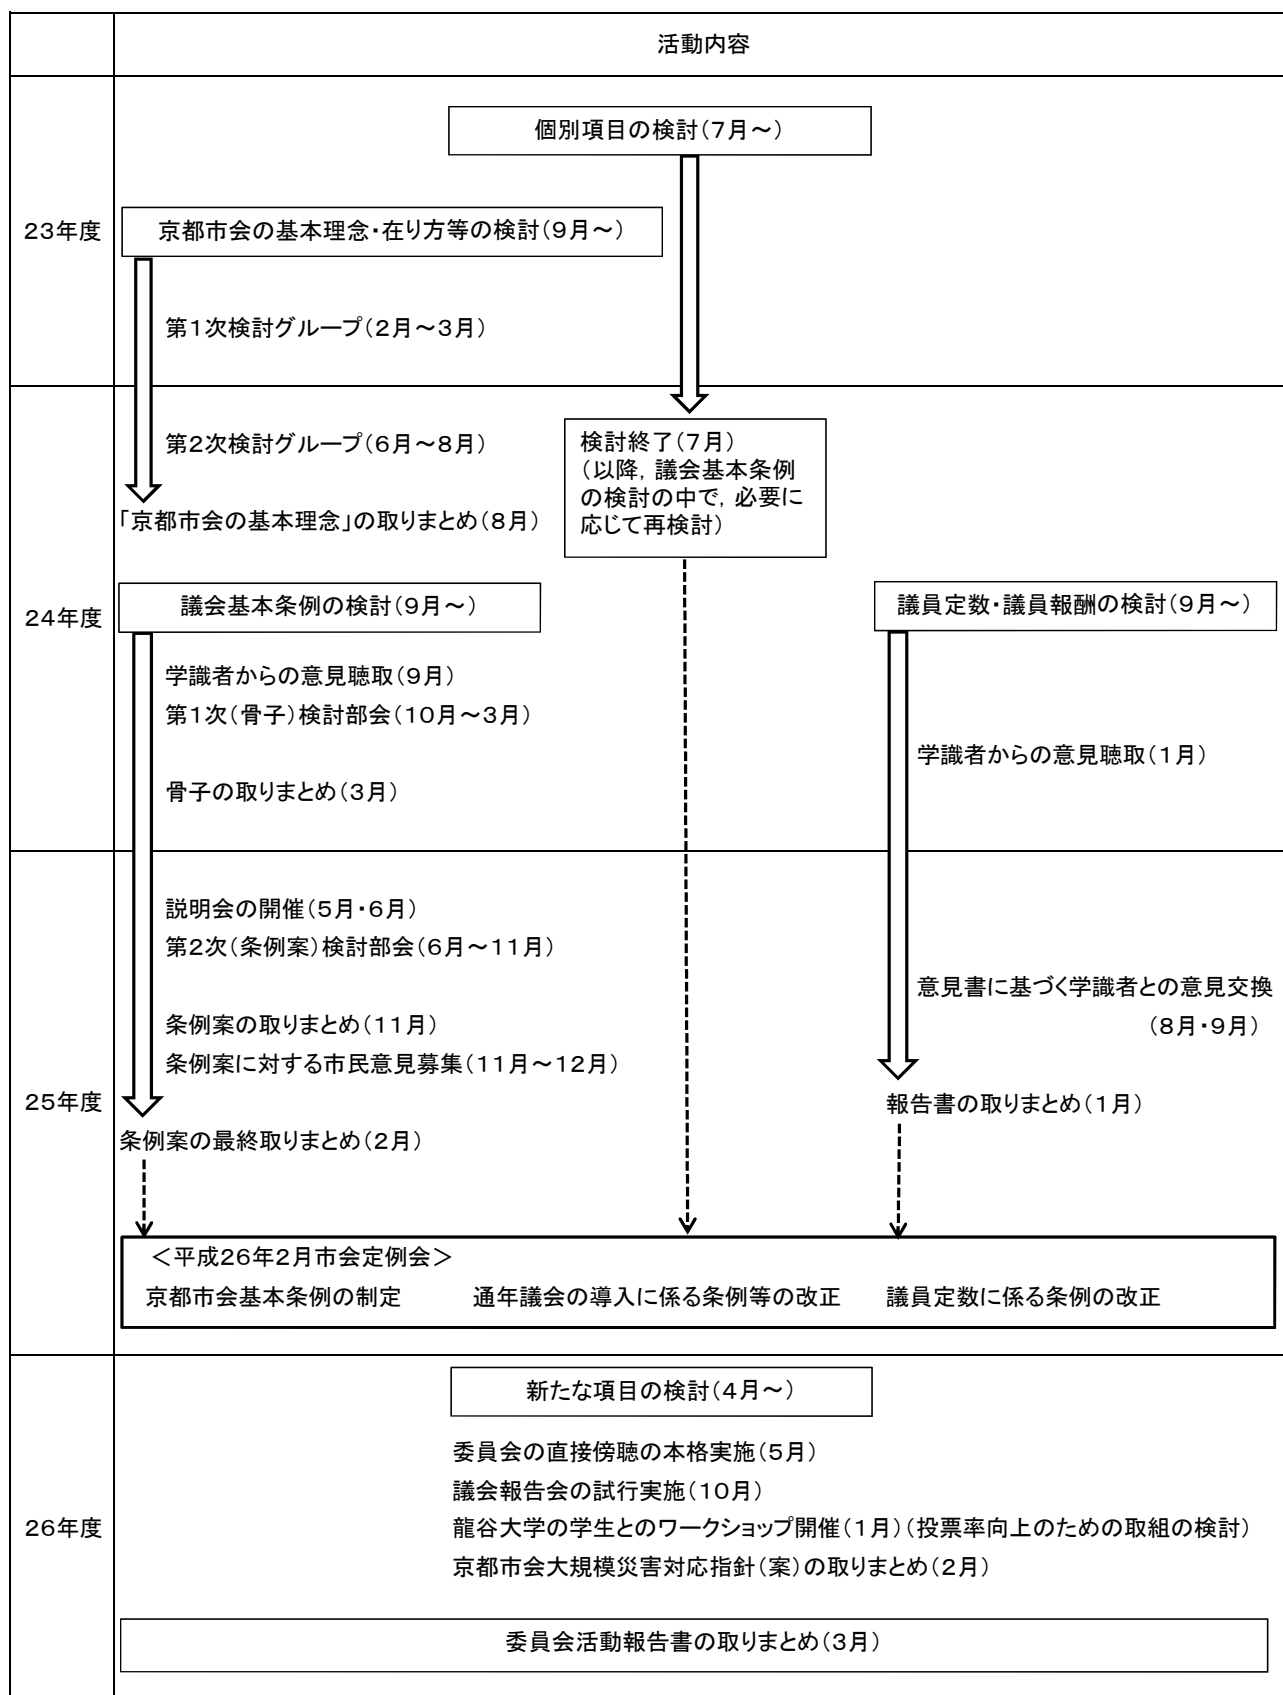 活動内容
23年度
個別項目の検討(7月～)
京都市会の基本理念・在り方等の検討(9月～)
第1次検討グループ(2月～3月)
24年度
第2次検討グループ(6月～8月)
「京都市会の基本理念」の取りまとめ(8月)
検討終了(7月)
(以降,議会基本条例
の検討の中で,必要に
応じて再検討)
議会基本条例の検討(9月～)
学識者からの意見聴取(9月)
第1次(骨子)検討部会(10月～3月)
骨子の取りまとめ(3月)
議員定数・議員報酬の検討(9月～)
学識者からの意見聴取(1月)
25年度
説明会の開催(5月・6月)
第2次(条例案)検討部会(6月～11月)
条例案の取りまとめ(11月)
条例案に対する市民意見募集(11月～12月)
条例案の最終取りまとめ(2月)
意見書に基づく学識者との意見交換
(8月・9月)
報告書の取りまとめ(1月)
＜平成26年2月市会定例会＞
京都市会基本条例の制定 通年議会の導入に係る条例等の改正 議員定数に係る条例の改正
26年度
新たな項目の検討(4月～)
委員会の直接傍聴の本格実施(5月)
議会報告会の試行実施(10月)
龍谷大学の学生とのワークショップ開催(1月)(投票率向上のための取組の検討)
京都市会大規模災害対応指針(案)の取りまとめ(2月)
委員会活動報告書の取りまとめ(3月)